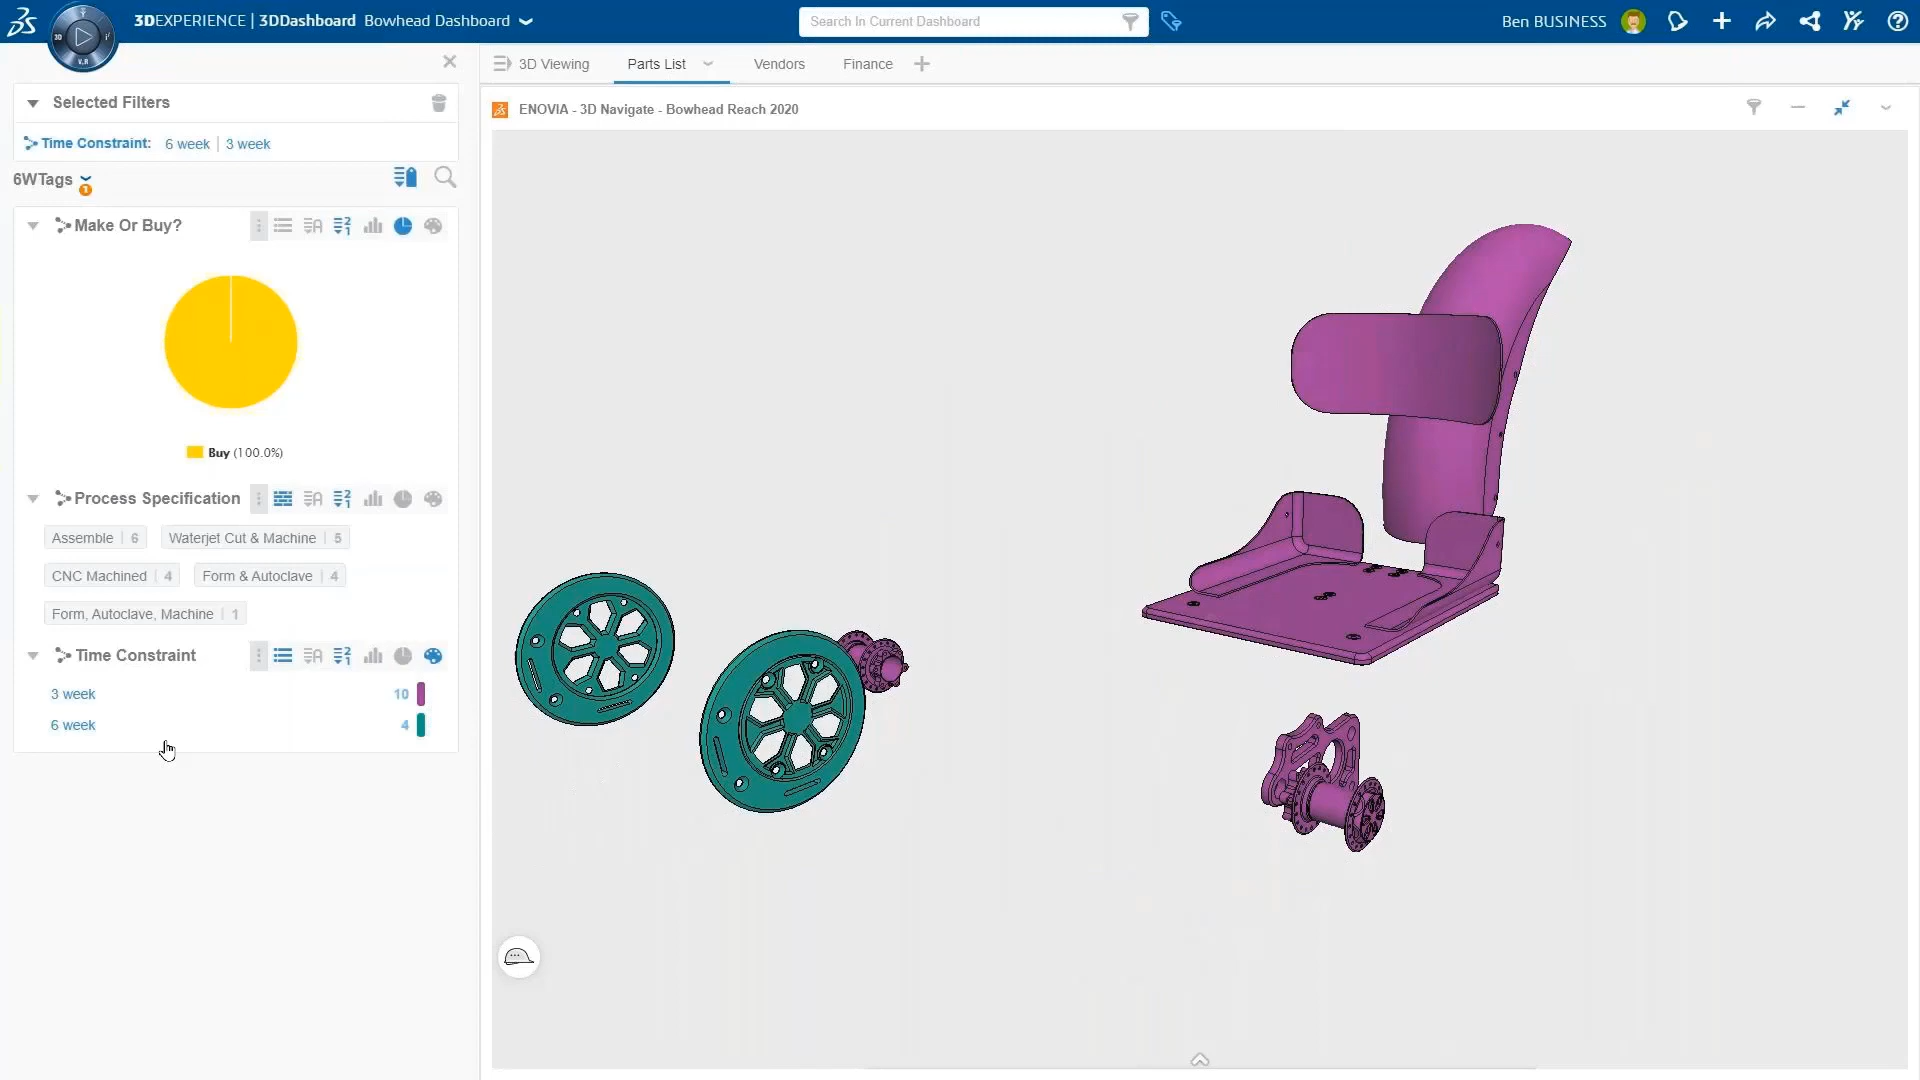 3DEXPERIENCE | 3DDashboard Bowhead Dashboard
Search In Current Dashboard
Ben BUSINESS
3D
V.R
Selected Filters
Time Constraint: 6 week | 3 week
6WTags
1
Make Or Buy?
Buy (100.0%)
Process Specification
Assemble | 6
Waterjet Cut & Machine | 5
CNC Machined | 4
Form & Autoclave | 4
Form, Autoclave, Machine | 1
Time Constraint
3 week 10
6 week 4
3D Viewing
Parts List
Vendors
Finance
ENOVIA - 3D Navigate - Bowhead Reach 2020